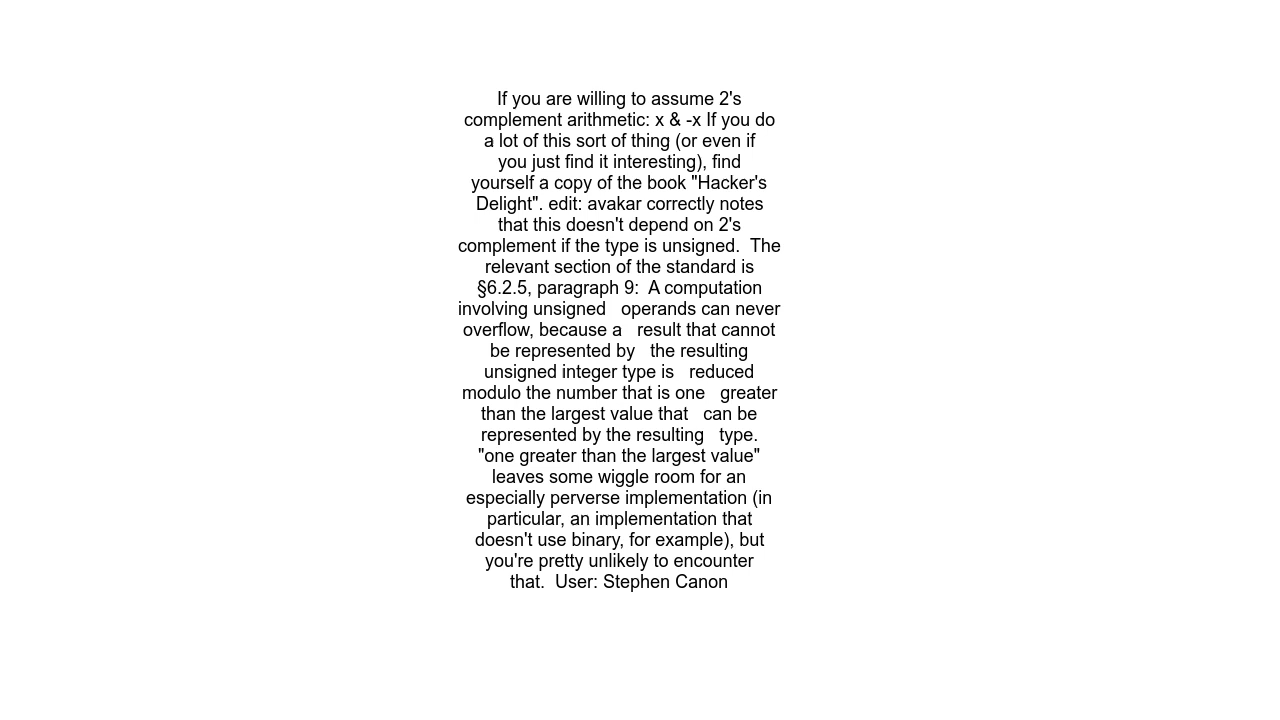 If you are willing to assume 2's
complement arithmetic: x & -x If you do
a lot of this sort of thing (or even if
you just find it interesting), find
yourself a copy of the book "Hacker's
Delight". edit: avakar correctly notes
that this doesn't depend on 2's
complement if the type is unsigned.  The
relevant section of the standard is
§6.2.5, paragraph 9:  A computation
involving unsigned   operands can never
overflow, because a   result that cannot
be represented by   the resulting
unsigned integer type is   reduced
modulo the number that is one   greater
than the largest value that   can be
represented by the resulting   type.
"one greater than the largest value"
leaves some wiggle room for an
especially perverse implementation (in
particular, an implementation that
doesn't use binary, for example), but
you're pretty unlikely to encounter
that.  User: Stephen Canon